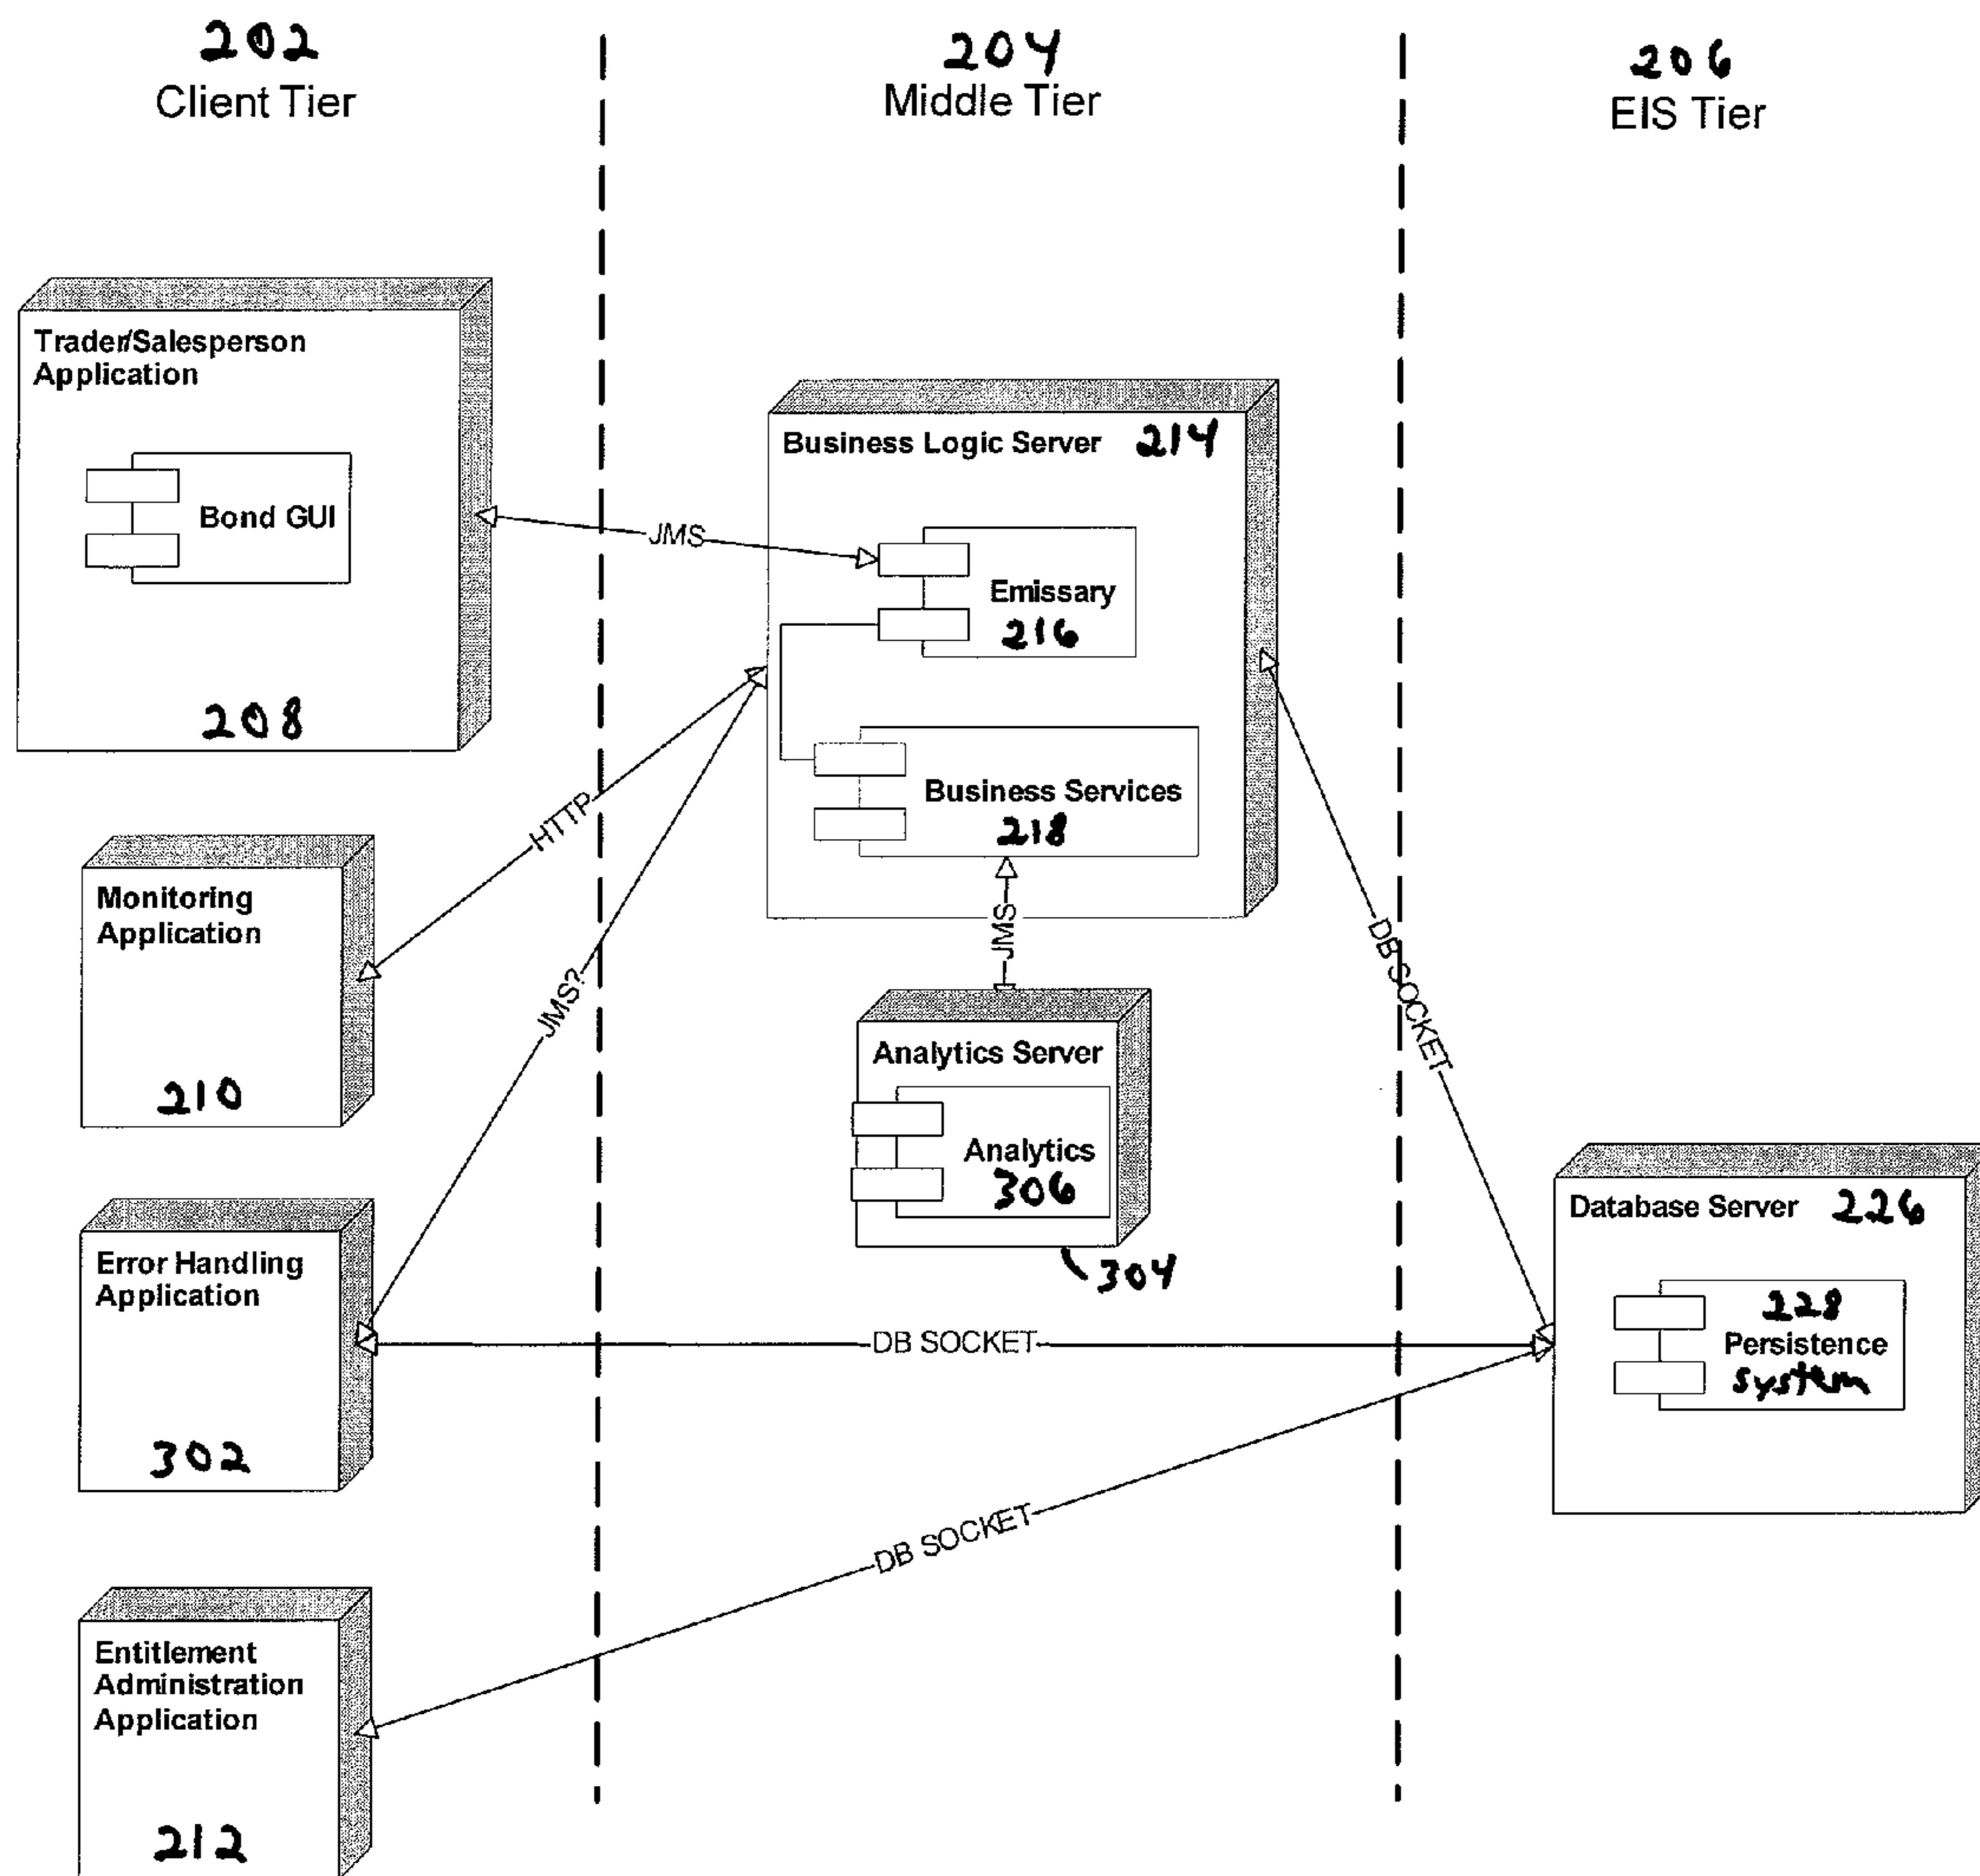 202
Client Tier
204
Middle Tier
206
EIS Tier
Trader/Salesperson
Application
Bond GUI
208
JMS
Business Logic Server 214
Emissary
216
Business Services
218
HTTP
Monitoring
Application
210
JMS?
JMS
DB SOCKET
Analytics Server
Analytics
306
304
Error Handling
Application
302
DB SOCKET
Database Server 226
228
Persistence
system
DB SOCKET
Entitlement
Administration
Application
212